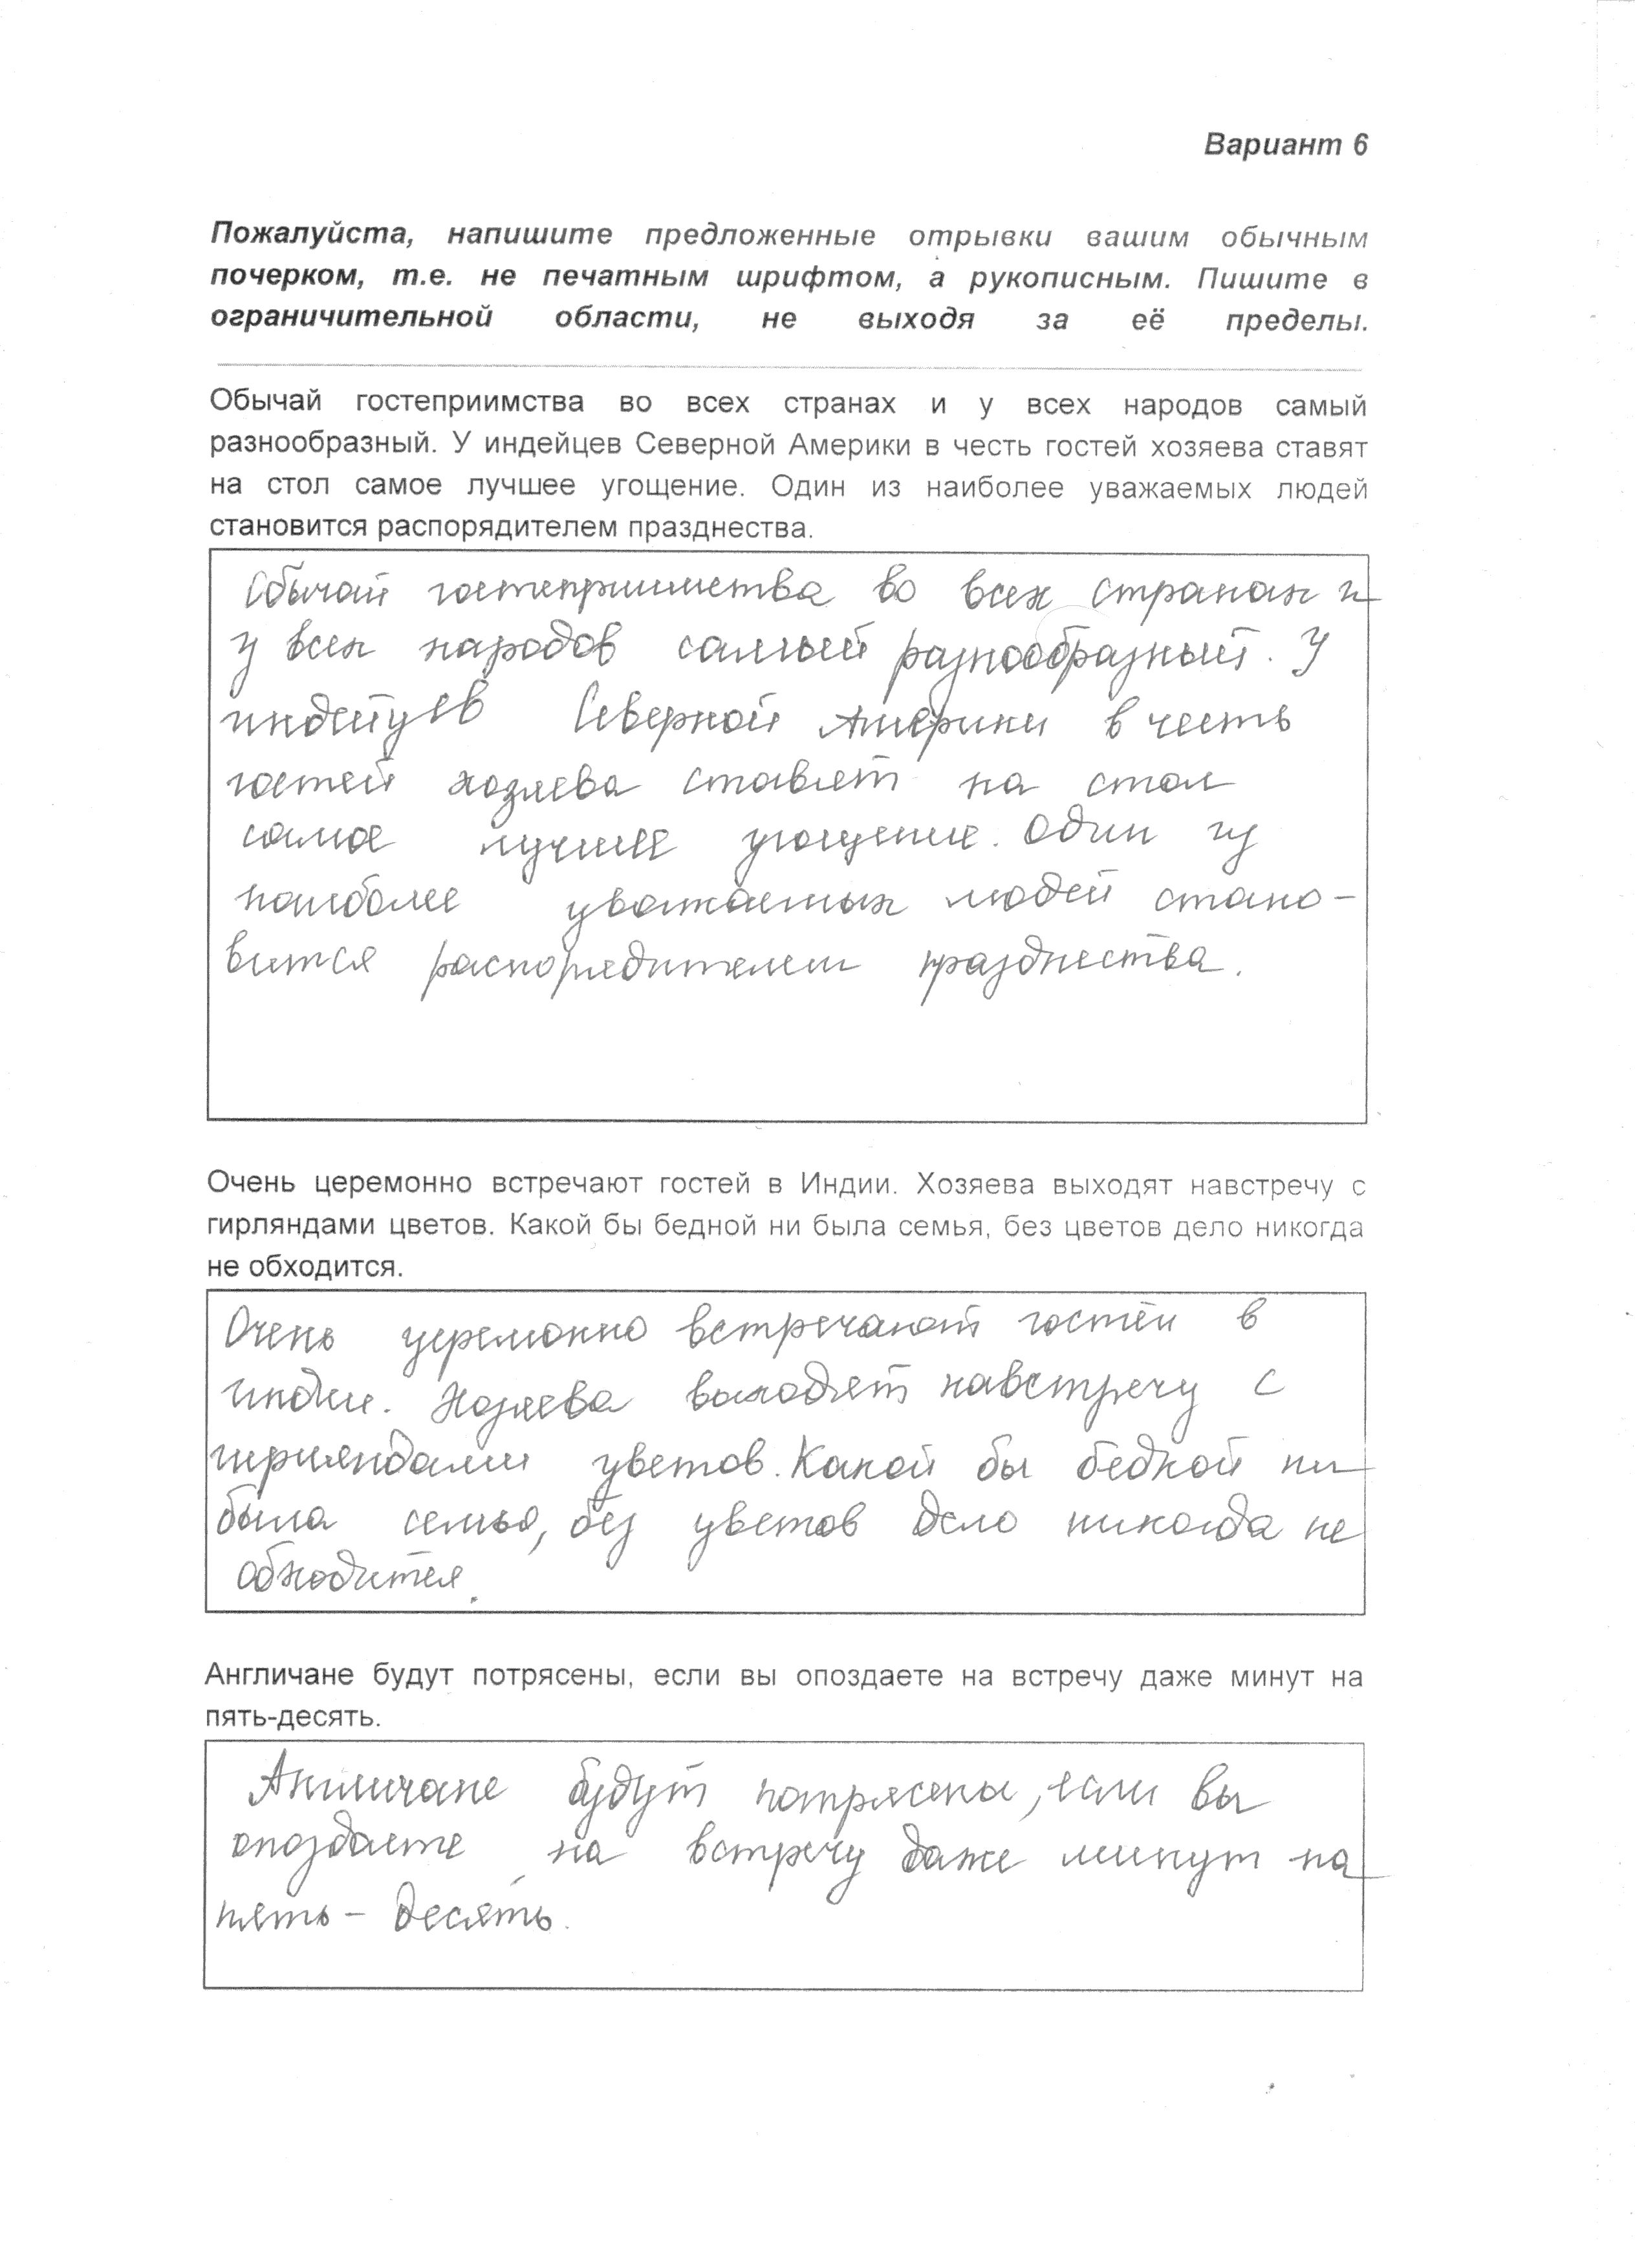 Вариант 6
Пожалуйста, напишите предложенные отрывки вашим обычным
почерком, т.е. не печатным шрифтом, а рукописным. Пишите в
ограничительной области, не выходя за её пределы.
Обычай гостеприимства во всех странах и у всех народов самый
разнообразный. У индейцев Северной Америки в честь гостей хозяева ставят
на стол самое лучшее угощение. Один из наиболее уважаемых людей
становится распорядителем празднества.
Обычай гостеприимства во всех странах и
у всех народов самый разнообразный. У
индейцев Северной Америки в честь
гостей хозяева ставят на стол
самое лучшее угощение. Один из
наиболее уважаемых людей стано-
вится распорядителем празднества.
Очень церемонно встречают гостей в Индии. Хозяева выходят навстречу с
гирляндами цветов. Какой бы бедной ни была семья, без цветов дело никогда
не обходится.
Очень церемонно встречают гостей в
Индии. Хозяева выходят навстречу с
гирляндами цветов. Какой бы бедной ни
была семья, без цветов дело никогда не
обходится.
Англичане будут потрясены, если вы опоздаете на встречу даже минут на
пять-десять.
Англичане будут потрясены, если вы
опоздаете на встречу даже минут на
пять - десять.